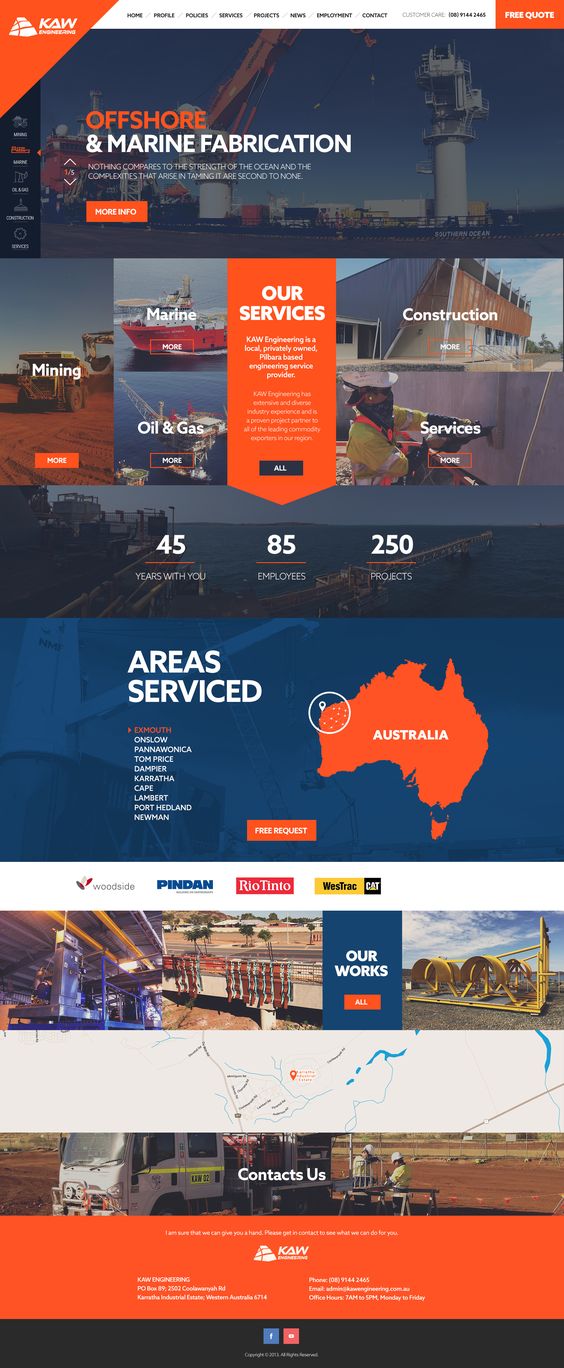 KAW
ENGINEERING
HOME / PROFILE / POLICIES / SERVICES / PROJECTS / NEWS / EMPLOYMENT / CONTACT
CUSTOMER CARE: (08) 9144 2465
FREE QUOTE
OFFSHORE
& MARINE FABRICATION
NOTHING COMPARES TO THE STRENGTH OF THE OCEAN AND THE
COMPLEXITIES THAT ARISE IN TAMING IT ARE SECOND TO NONE.
1/5
MORE INFO
MINING
MARINE
OIL & GAS
CONSTRUCTION
SERVICES
SOUTHERN OCEAN
Mining
MORE
Marine
MORE
Oil & Gas
MORE
OUR
SERVICES
KAW Engineering is a
local, privately owned,
Pilbara based
engineering service
provider.
KAW Engineering has
extensive and diverse
industry experience and is
a proven project partner to
all of the leading commodity
exporters in our region.
ALL
Construction
MORE
Services
MORE
45
YEARS WITH YOU
85
EMPLOYEES
250
PROJECTS
AREAS
SERVICED
EXMOUTH
ONSLOW
PANNAWONICA
TOM PRICE
DAMPIER
KARRATHA
CAPE
LAMBERT
PORT HEDLAND
NEWMAN
FREE REQUEST
AUSTRALIA
woodside
PINDAN
RioTinto
WesTrac CAT
OUR
WORKS
ALL
Karratha
Industrial
Estate
KAW 02
Contacts Us
I am sure that we can give you a hand. Please get in contact to see what we can do for you.
KAW
ENGINEERING
KAW ENGINEERING
PO Box 89; 2502 Coolawanyah Rd
Karratha Industrial Estate; Western Australia 6714
Phone: (08) 9144 2465
Email: admin@kawengineering.com.au
Office Hours: 7AM to 5PM, Monday to Friday
f
Copyright © 2013. All Rights Reserved.